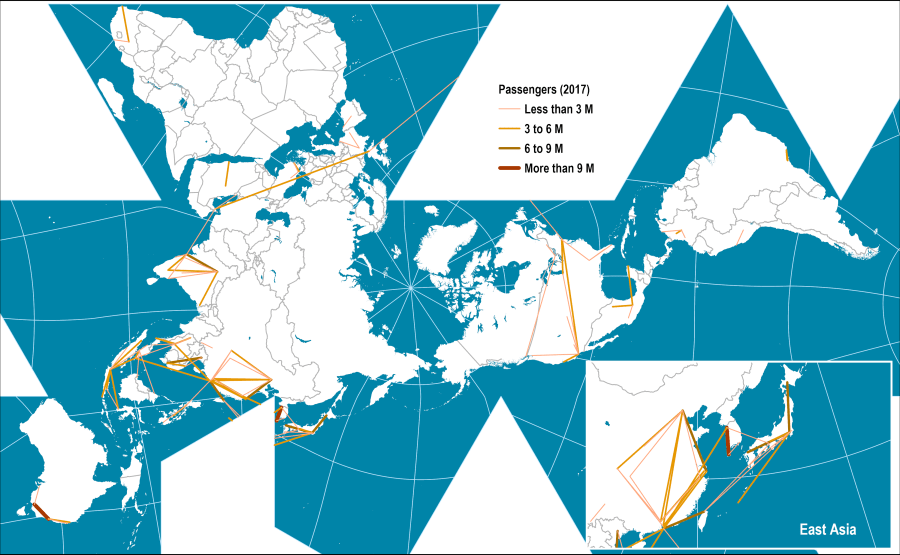 Passengers (2017)
Less than 3 M
3 to 6 M
6 to 9 M
More than 9 M
East Asia